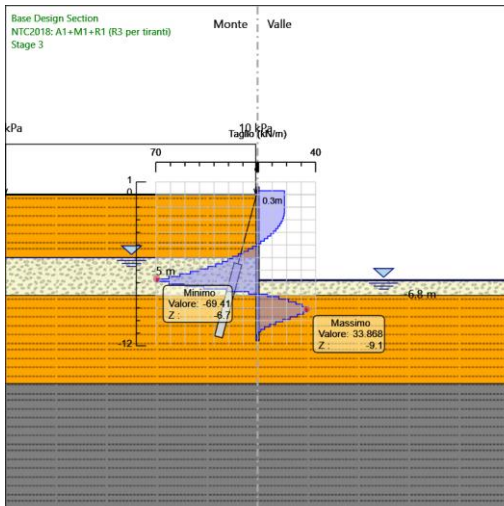 Base Design Section
NTC2018: A1+M1+R1 (R3 per tiranti)
Stage 3
Monte
Valle
kPa
10 kPa
Taglio (kN/m)
70
40
1
0
0.3m
-5 m
Minimo
Valore: -69.41
Z : -6.7
-6.8 m
Massimo
Valore: 33.868
Z : -9.1
-12